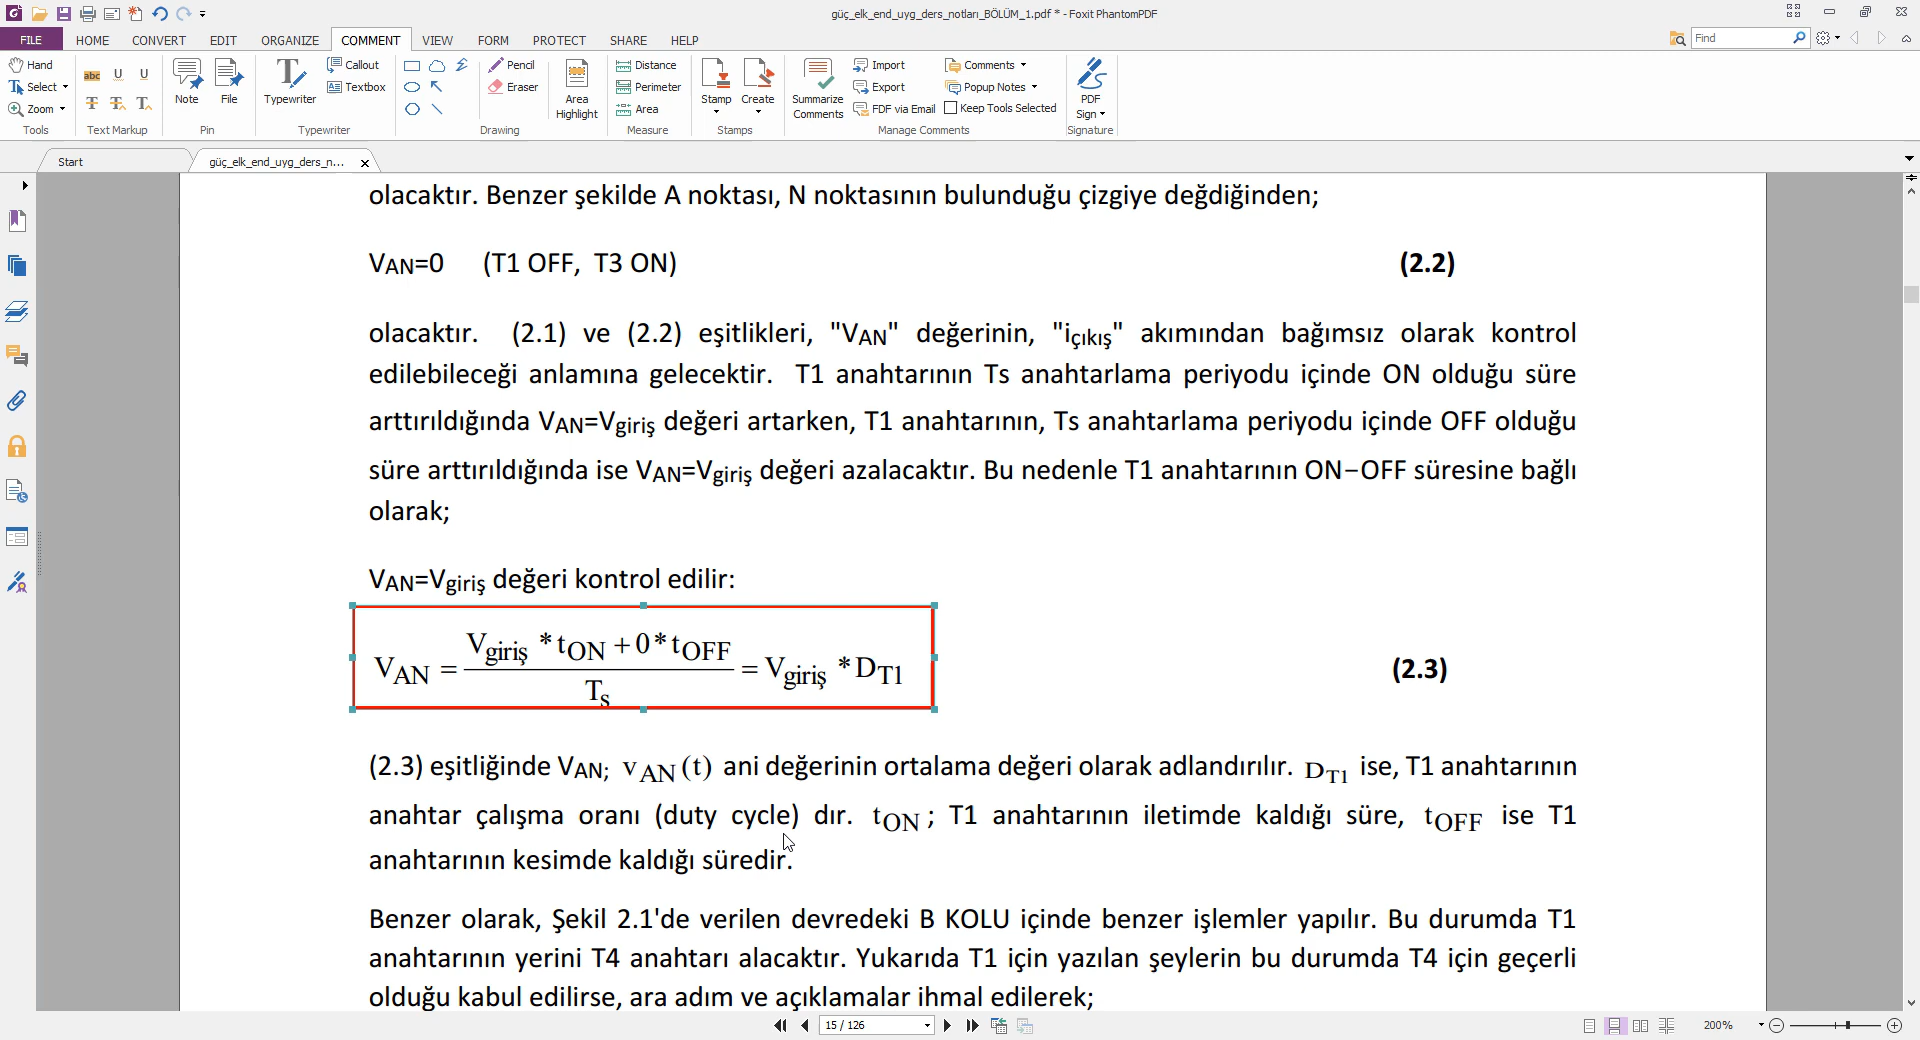 güç_elk_end_uyg_ders_notları_BÖLÜM_1.pdf * - Foxit PhantomPDF
FILE HOME CONVERT EDIT ORGANIZE COMMENT VIEW FORM PROTECT SHARE HELP Find
Hand Select Zoom Tools
abc U U T T T Text Markup
Note File Pin
Typewriter Callout Textbox Typewriter
Pencil Eraser Drawing
Area Highlight
Distance Perimeter Area Measure
Stamp Create Stamps
Summarize Comments Import Export FDF via Email Comments Popup Notes Keep Tools Selected Manage Comments
PDF Sign Signature
Start güç_elk_end_uyg_ders_n... x
olacaktır. Benzer şekilde A noktası, N noktasının bulunduğu çizgiye değdiğinden;
VAN=0 (T1 OFF, T3 ON) (2.2)
olacaktır. (2.1) ve (2.2) eşitlikleri, "VAN" değerinin, "içıkış" akımından bağımsız olarak kontrol
edilebileceği anlamına gelecektir. T1 anahtarının Ts anahtarlama periyodu içinde ON olduğu süre
arttırıldığında VAN=Vgiriş değeri artarken, T1 anahtarının, Ts anahtarlama periyodu içinde OFF olduğu
süre arttırıldığında ise VAN=Vgiriş değeri azalacaktır. Bu nedenle T1 anahtarının ON−OFF süresine bağlı
olarak;
VAN=Vgiriş değeri kontrol edilir:
VAN = (Vgiriş * tON + 0 * tOFF) / Ts = Vgiriş * DT1 (2.3)
(2.3) eşitliğinde VAN; vAN(t) ani değerinin ortalama değeri olarak adlandırılır. DT1 ise, T1 anahtarının
anahtar çalışma oranı (duty cycle) dır. tON; T1 anahtarının iletimde kaldığı süre, tOFF ise T1
anahtarının kesimde kaldığı süredir.
Benzer olarak, Şekil 2.1'de verilen devredeki B KOLU içinde benzer işlemler yapılır. Bu durumda T1
anahtarının yerini T4 anahtarı alacaktır. Yukarıda T1 için yazılan şeylerin bu durumda T4 için geçerli
olduğu kabul edilirse, ara adım ve açıklamalar ihmal edilerek;
15 / 126 200%